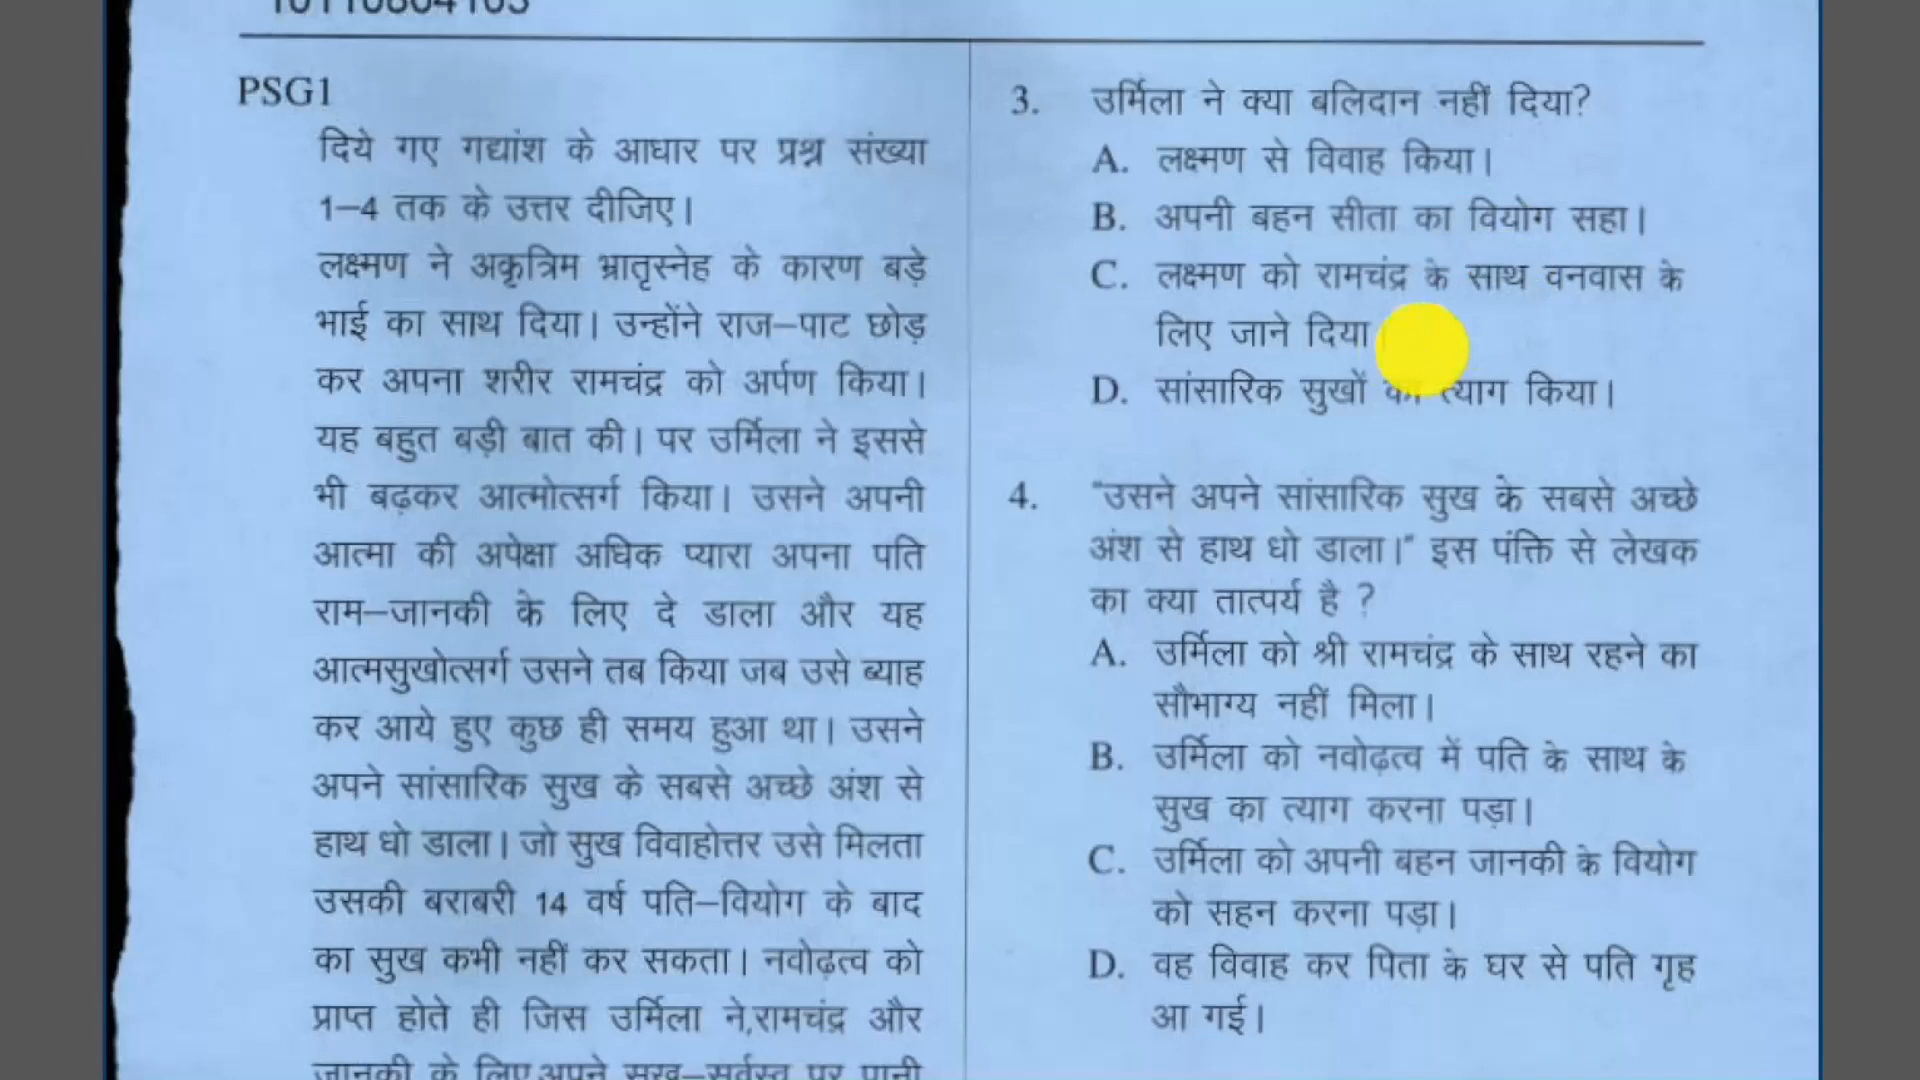 PSG1
दिये गए गद्यांश के आधार पर प्रश्न संख्या
1–4 तक के उत्तर दीजिए।
लक्ष्मण ने अकृत्रिम भ्रातृस्नेह के कारण बड़े
भाई का साथ दिया। उन्होंने राज–पाट छोड़
कर अपना शरीर रामचंद्र को अर्पण किया।
यह बहुत बड़ी बात की। पर उर्मिला ने इससे
भी बढ़कर आत्मोत्सर्ग किया। उसने अपनी
आत्मा की अपेक्षा अधिक प्यारा अपना पति
राम–जानकी के लिए दे डाला और यह
आत्मसुखोत्सर्ग उसने तब किया जब उसे ब्याह
कर आये हुए कुछ ही समय हुआ था। उसने
अपने सांसारिक सुख के सबसे अच्छे अंश से
हाथ धो डाला। जो सुख विवाहोत्तर उसे मिलता
उसकी बराबरी 14 वर्ष पति–वियोग के बाद
का सुख कभी नहीं कर सकता। नवोढ़त्व को
प्राप्त होते ही जिस उर्मिला ने,रामचंद्र और
जानकी के लिए,अपने सुख–सर्वस्व पर पानी
3. उर्मिला ने क्या बलिदान नहीं दिया?
A. लक्ष्मण से विवाह किया।
B. अपनी बहन सीता का वियोग सहा।
C. लक्ष्मण को रामचंद्र के साथ वनवास के
लिए जाने दिया
D. सांसारिक सुखों का त्याग किया।
4. "उसने अपने सांसारिक सुख के सबसे अच्छे
अंश से हाथ धो डाला।" इस पंक्ति से लेखक
का क्या तात्पर्य है ?
A. उर्मिला को श्री रामचंद्र के साथ रहने का
सौभाग्य नहीं मिला।
B. उर्मिला को नवोढ़त्व में पति के साथ के
सुख का त्याग करना पड़ा।
C. उर्मिला को अपनी बहन जानकी के वियोग
को सहन करना पड़ा।
D. वह विवाह कर पिता के घर से पति गृह
आ गई।